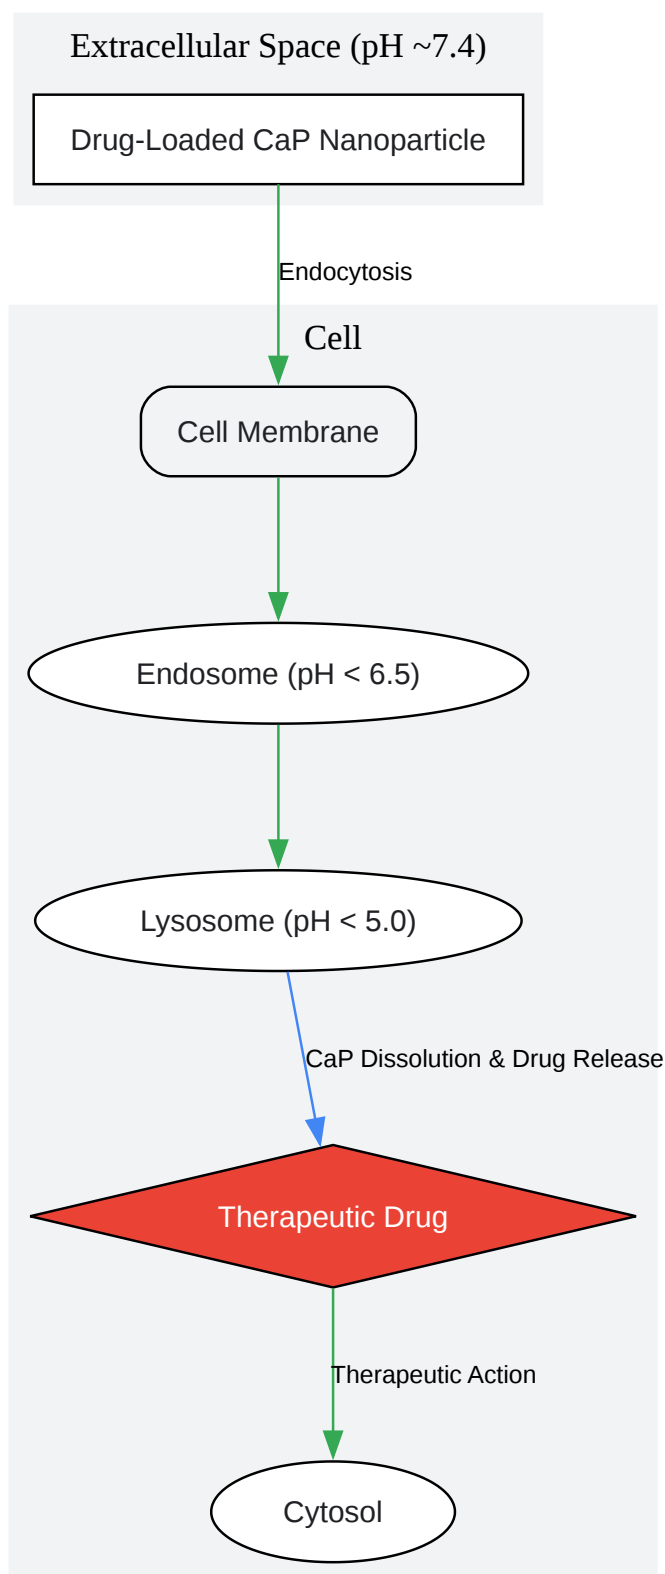 Extracellular Space (pH ~7.4)
Drug-Loaded CaP Nanoparticle
Endocytosis
Cell
Cell Membrane
Endosome (pH < 6.5)
Lysosome (pH < 5.0)
CaP Dissolution & Drug Release
Therapeutic Drug
Therapeutic Action
Cytosol